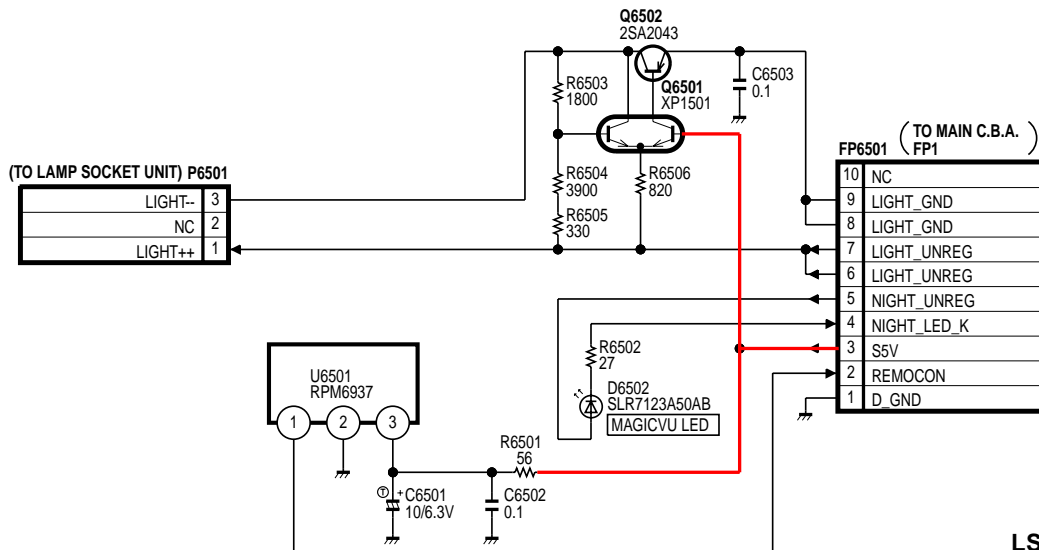 Q6502
2SA2043
R6503
1800
Q6501
XP1501
C6503
0.1
(TO MAIN C.B.A.)
FP6501
FP1
(TO LAMP SOCKET UNIT) P6501
LIGHT-- 3
NC 2
LIGHT++ 1
R6504
3900
R6505
330
R6506
820
10 NC
9 LIGHT_GND
8 LIGHT_GND
7 LIGHT_UNREG
6 LIGHT_UNREG
5 NIGHT_UNREG
4 NIGHT_LED_K
3 S5V
2 REMOCON
1 D_GND
R6502
27
D6502
SLR7123A50AB
MAGICVU LED
U6501
RPM6937
1 2 3
R6501
56
T
+
C6501
10/6.3V
C6502
0.1
LS